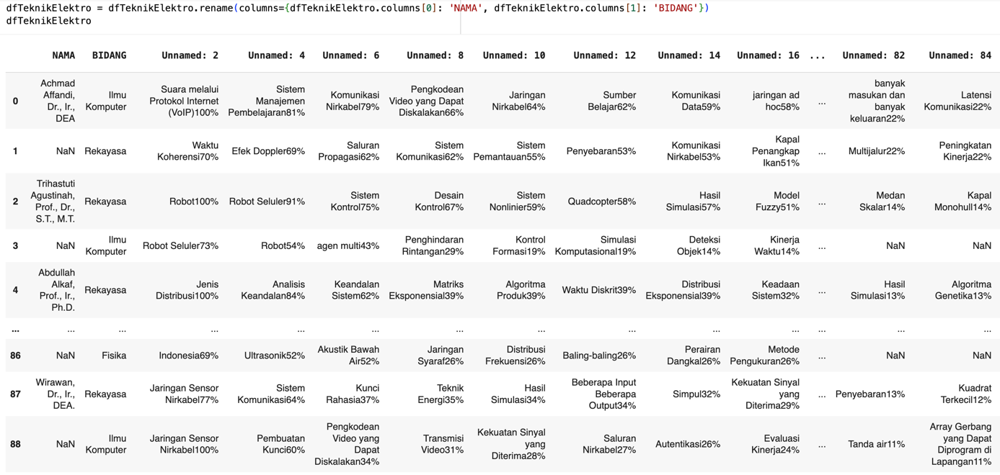 dfTeknikElektro = dfTeknikElektro.rename(columns={dfTeknikElektro.columns[0]: 'NAMA', dfTeknikElektro.columns[1]: 'BIDANG'})
dfTeknikElektro
NAMA BIDANG Unnamed: 2 Unnamed: 4 Unnamed: 6 Unnamed: 8 Unnamed: 10 Unnamed: 12 Unnamed: 14 Unnamed: 16 ... Unnamed: 82 Unnamed: 84
0 Achmad Affandi, Dr., Ir., DEA Ilmu Komputer Suara melalui Protokol Internet (VoIP)100% Sistem Manajemen Pembelajaran81% Komunikasi Nirkabel79% Pengkodean Video yang Dapat Diskalakan66% Jaringan Nirkabel64% Sumber Belajar62% Komunikasi Data59% jaringan ad hoc58% ... banyak masukan dan banyak keluaran22% Latensi Komunikasi22%
1 NaN Rekayasa Waktu Koherensi70% Efek Doppler69% Saluran Propagasi62% Sistem Komunikasi62% Sistem Pemantauan55% Penyebaran53% Komunikasi Nirkabel53% Kapal Penangkap Ikan51% ... Multijalur22% Peningkatan Kinerja22%
2 Trihastuti Agustinah, Prof., Dr., S.T., M.T. Rekayasa Robot100% Robot Seluler91% Sistem Kontrol75% Desain Kontrol67% Sistem Nonlinier59% Quadcopter58% Hasil Simulasi57% Model Fuzzy51% ... Medan Skalar14% Kapal Monohull14%
3 NaN Ilmu Komputer Robot Seluler73% Robot54% agen multi43% Penghindaran Rintangan29% Kontrol Formasi19% Simulasi Komputasional19% Deteksi Objek14% Kinerja Waktu14% ... NaN NaN
4 Abdullah Alkaf, Prof., Ir., Ph.D. Rekayasa Jenis Distribusi100% Analisis Keandalan84% Keandalan Sistem62% Matriks Eksponensial39% Algoritma Produk39% Waktu Diskrit39% Distribusi Eksponensial39% Keadaan Sistem32% ... Hasil Simulasi13% Algoritma Genetika13%
... ... ... ... ... ... ... ... ... ... ... ... ... ...
86 NaN Fisika Indonesia69% Ultrasonik52% Akustik Bawah Air52% Jaringan Syaraf26% Distribusi Frekuensi26% Baling-baling26% Perairan Dangkal26% Metode Pengukuran26% ... NaN NaN
87 Wirawan, Dr., Ir., DEA. Rekayasa Jaringan Sensor Nirkabel77% Sistem Komunikasi64% Kunci Rahasia37% Teknik Energi35% Hasil Simulasi34% Beberapa Input Beberapa Output34% Simpul32% Kekuatan Sinyal yang Diterima29% ... Penyebaran13% Kuadrat Terkecil12%
88 NaN Ilmu Komputer Jaringan Sensor Nirkabel100% Pembuatan Kunci60% Pengkodean Video yang Dapat Diskalakan34% Transmisi Video31% Kekuatan Sinyal yang Diterima28% Saluran Nirkabel27% Autentikasi26% Evaluasi Kinerja24% ... Tanda air11% Array Gerbang yang Dapat Diprogram di Lapangan11%